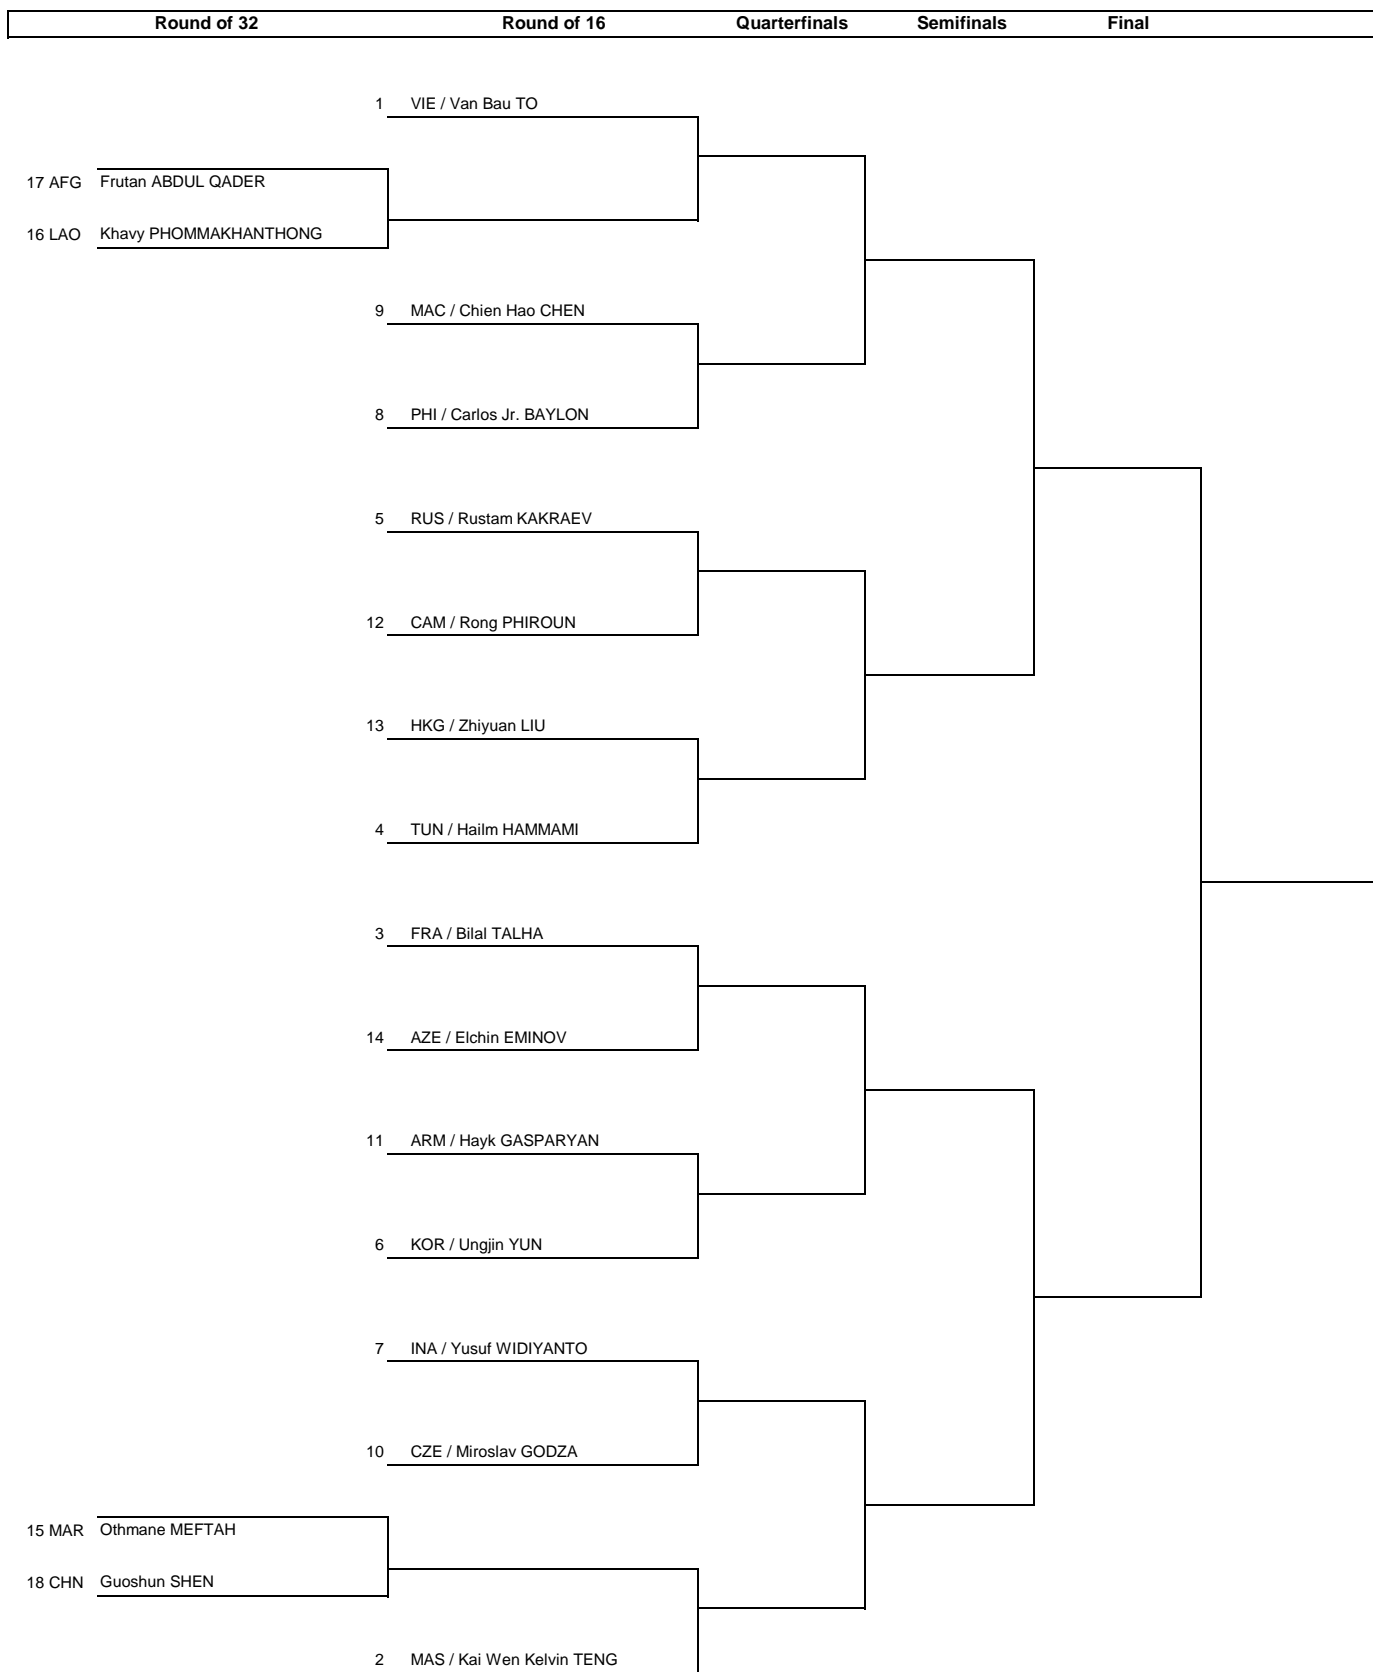 Round of 32 Round of 16 Quarterfinals Semifinals Final
1 VIE / Van Bau TO
17 AFG Frutan ABDUL QADER
16 LAO Khavy PHOMMAKHANTHONG
9 MAC / Chien Hao CHEN
8 PHI / Carlos Jr. BAYLON
5 RUS / Rustam KAKRAEV
12 CAM / Rong PHIROUN
13 HKG / Zhiyuan LIU
4 TUN / Hailm HAMMAMI
3 FRA / Bilal TALHA
14 AZE / Elchin EMINOV
11 ARM / Hayk GASPARYAN
6 KOR / Ungjin YUN
7 INA / Yusuf WIDIYANTO
10 CZE / Miroslav GODZA
15 MAR Othmane MEFTAH
18 CHN Guoshun SHEN
2 MAS / Kai Wen Kelvin TENG